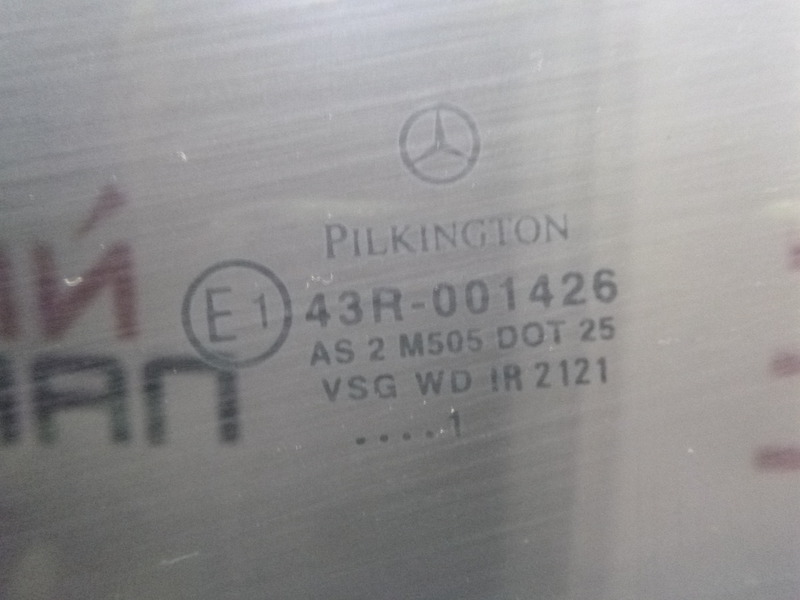 PILKINGTON
E1 43R-001426
AS 2 M505 DOT 25
VSG WD IR 2121
....1